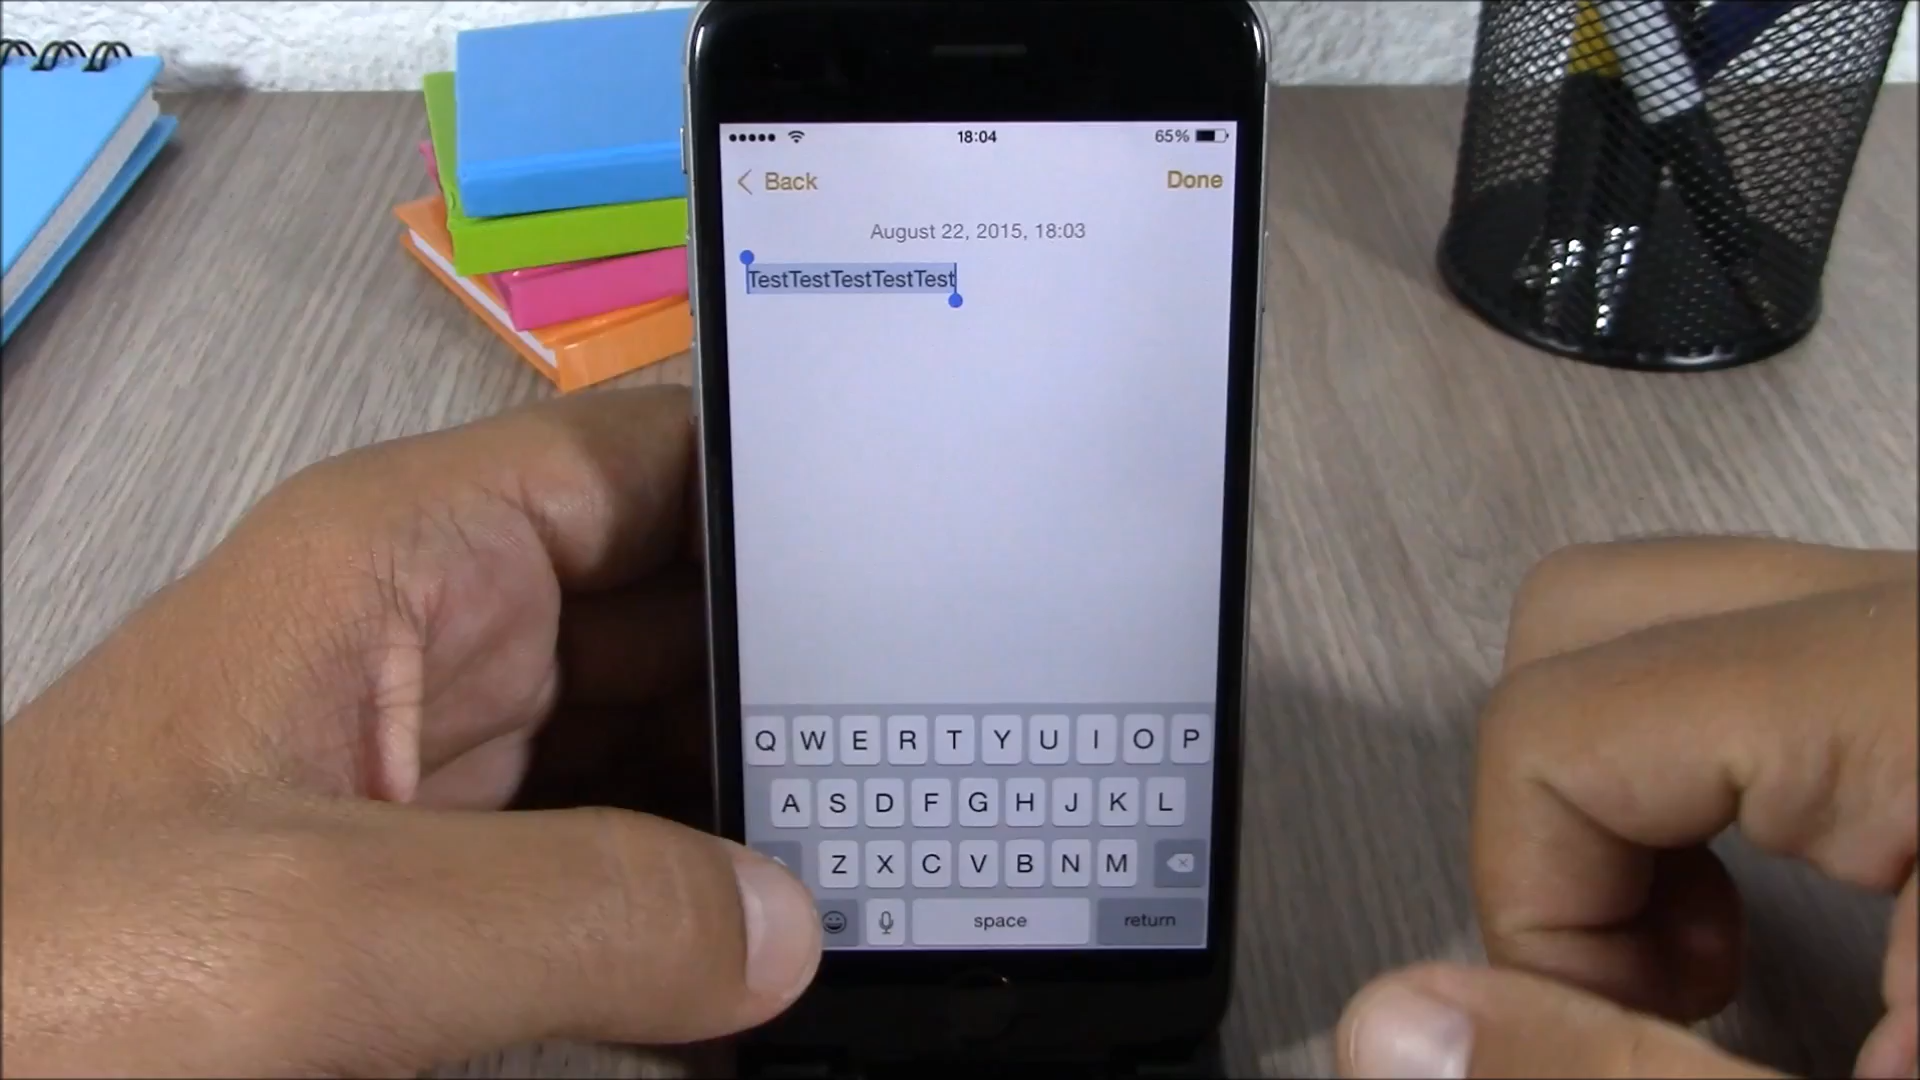 18:04
65%
Back
Done
August 22, 2015, 18:03
TestTestTestTestTest
Q W E R T Y U I O P
A S D F G H J K L
Z X C V B N M
space
return